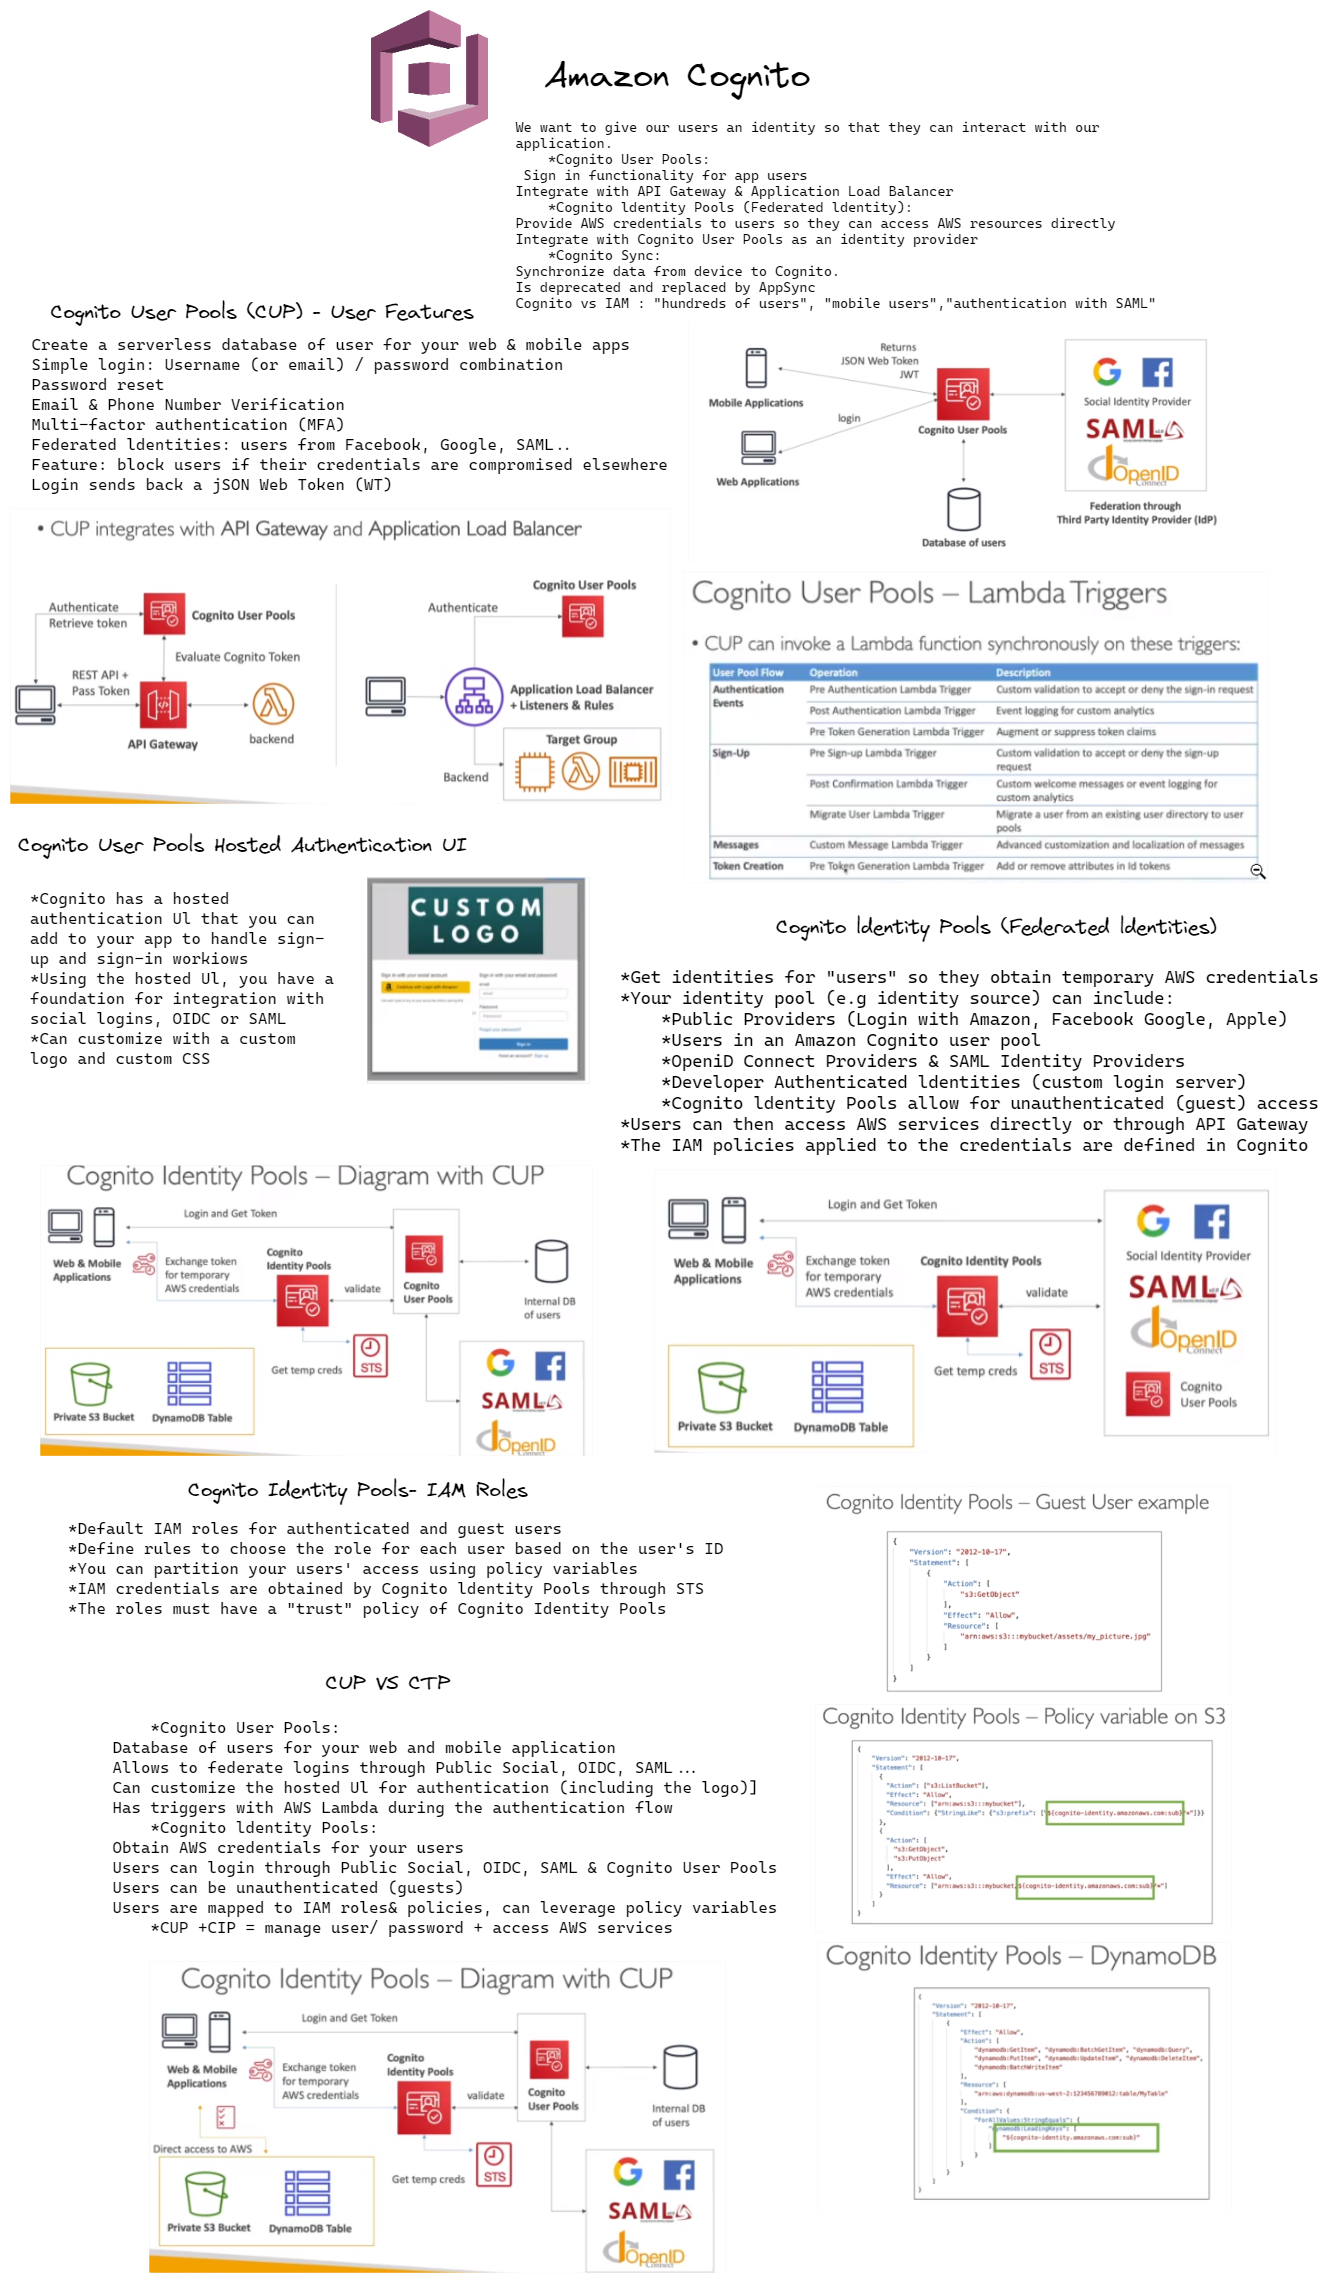 Amazon Cognito
We want to give our users an identity so that they can interact with our
application.
*Cognito User Pools:
Sign in functionality for app users
Integrate with API Gateway & Application Load Balancer
*Cognito ldentity Pools (Federated ldentity):
Provide AWS credentials to users so they can access AWS resources directly
Integrate with Cognito User Pools as an identity provider
*Cognito Sync:
Synchronize data from device to Cognito.
Is deprecated and replaced by AppSync
Cognito vs IAM : "hundreds of users", "mobile users","authentication with SAML"
Cognito User Pools (CUP) - User Features
Create a serverless database of user for your web & mobile apps
Simple login: Username (or email) / password combination
Password reset
Email & Phone Number Verification
Multi-factor authentication (MFA)
Federated ldentities: users from Facebook, Google, SAML..
Feature: block users if their credentials are compromised elsewhere
Login sends back a jSON Web Token (WT)
Returns
JSON Web Token
JWT
Mobile Applications
login
Cognito User Pools
Web Applications
Database of users
Social Identity Provider
SAML v2.0
OpenID
Connect
Federation through
Third Party Identity Provider (IdP)
• CUP integrates with API Gateway and Application Load Balancer
Authenticate
Retrieve token
Cognito User Pools
Evaluate Cognito Token
REST API +
Pass Token
API Gateway
backend
Cognito User Pools
Authenticate
Application Load Balancer
+ Listeners & Rules
Target Group
Backend
Cognito User Pools – Lambda Triggers
• CUP can invoke a Lambda function synchronously on these triggers:
User Pool Flow Operation Description
Authentication Events Pre Authentication Lambda Trigger Custom validation to accept or deny the sign-in request
Post Authentication Lambda Trigger Event logging for custom analytics
Pre Token Generation Lambda Trigger Augment or suppress token claims
Sign-Up Pre Sign-up Lambda Trigger Custom validation to accept or deny the sign-up
request
Post Confirmation Lambda Trigger Custom welcome messages or event logging for
custom analytics
Migrate User Lambda Trigger Migrate a user from an existing user directory to user
pools
Messages Custom Message Lambda Trigger Advanced customization and localization of messages
Token Creation Pre Token Generation Lambda Trigger Add or remove attributes in Id tokens
Cognito User Pools Hosted Authentication UI
*Cognito has a hosted
authentication Ul that you can
add to your app to handle sign-
up and sign-in workiows
*Using the hosted Ul, you have a
foundation for integration with
social logins, OIDC or SAML
*Can customize with a custom
logo and custom CSS
CUSTOM
LOGO
Sign in with your social account
Continue with Login with Amazon
Sign in with your email and password
email
Password
Forgot your password?
Sign in
Need an account? Sign up
Cognito ldentity Pools (Federated ldentities)
*Get identities for "users" so they obtain temporary AWS credentials
*Your identity pool (e.g identity source) can include:
*Public Providers (Login with Amazon, Facebook Google, Apple)
*Users in an Amazon Cognito user pool
*OpeniD Connect Providers & SAML Identity Providers
*Developer Authenticated ldentities (custom login server)
*Cognito ldentity Pools allow for unauthenticated (guest) access
*Users can then access AWS services directly or through API Gateway
*The IAM policies applied to the credentials are defined in Cognito
Cognito Identity Pools – Diagram with CUP
Login and Get Token
Web & Mobile
Applications
Exchange token
for temporary
AWS credentials
Cognito
Identity Pools
validate
Cognito
User Pools
Internal DB
of users
Get temp creds
STS
Private S3 Bucket
DynamoDB Table
SAML
OpenID
Connect
Login and Get Token
Web & Mobile
Applications
Exchange token
for temporary
AWS credentials
Cognito Identity Pools
validate
Get temp creds
STS
Private S3 Bucket
DynamoDB Table
Social Identity Provider
SAML v2.0
OpenID
Connect
Cognito
User Pools
Cognito Identity Pools- IAM Roles
*Default IAM roles for authenticated and guest users
*Define rules to choose the role for each user based on the user's ID
*You can partition your users' access using policy variables
*IAM credentials are obtained by Cognito ldentity Pools through STS
*The roles must have a "trust" policy of Cognito Identity Pools
Cognito Identity Pools – Guest User example
{
"Version": "2012-10-17",
"Statement": [
{
"Action": [
"s3:GetObject"
],
"Effect": "Allow",
"Resource": [
"arn:aws:s3:::mybucket/assets/my_picture.jpg"
]
}
]
}
CUP VS CTP
*Cognito User Pools:
Database of users for your web and mobile application
Allows to federate logins through Public Social, OIDC, SAML...
Can customize the hosted Ul for authentication (including the logo)]
Has triggers with AWS Lambda during the authentication flow
*Cognito ldentity Pools:
Obtain AWS credentials for your users
Users can login through Public Social, OIDC, SAML & Cognito User Pools
Users can be unauthenticated (guests)
Users are mapped to IAM roles& policies, can leverage policy variables
*CUP +CIP = manage user/ password + access AWS services
Cognito Identity Pools – Policy variable on S3
{
"Version": "2012-10-17",
"Statement": [
{
"Action": ["s3:ListBucket"],
"Effect": "Allow",
"Resource": ["arn:aws:s3:::mybucket"],
"Condition": {"StringLike": {"s3:prefix": ["${cognito-identity.amazonaws.com:sub}/*"]}}
},
{
"Action": [
"s3:GetObject",
"s3:PutObject"
],
"Effect": "Allow",
"Resource": ["arn:aws:s3:::mybucket/${cognito-identity.amazonaws.com:sub}/*"]
}
]
}
Cognito Identity Pools – DynamoDB
{
"Version": "2012-10-17",
"Statement": [
{
"Effect": "Allow",
"Action": [
"dynamodb:GetItem", "dynamodb:BatchGetItem", "dynamodb:Query",
"dynamodb:PutItem", "dynamodb:UpdateItem", "dynamodb:DeleteItem",
"dynamodb:BatchWriteItem"
],
"Resource": [
"arn:aws:dynamodb:us-west-2:123456789012:table/MyTable"
],
"Condition": {
"ForAllValues:StringEquals": {
"dynamodb:LeadingKeys": [
"${cognito-identity.amazonaws.com:sub}"
]
}
}
}
]
}
Cognito Identity Pools – Diagram with CUP
Login and Get Token
Web & Mobile
Applications
Exchange token
for temporary
AWS credentials
Cognito
Identity Pools
validate
Cognito
User Pools
Internal DB
of users
Direct access to AWS
Get temp creds
STS
Private S3 Bucket
DynamoDB Table
SAML
OpenID
Connect